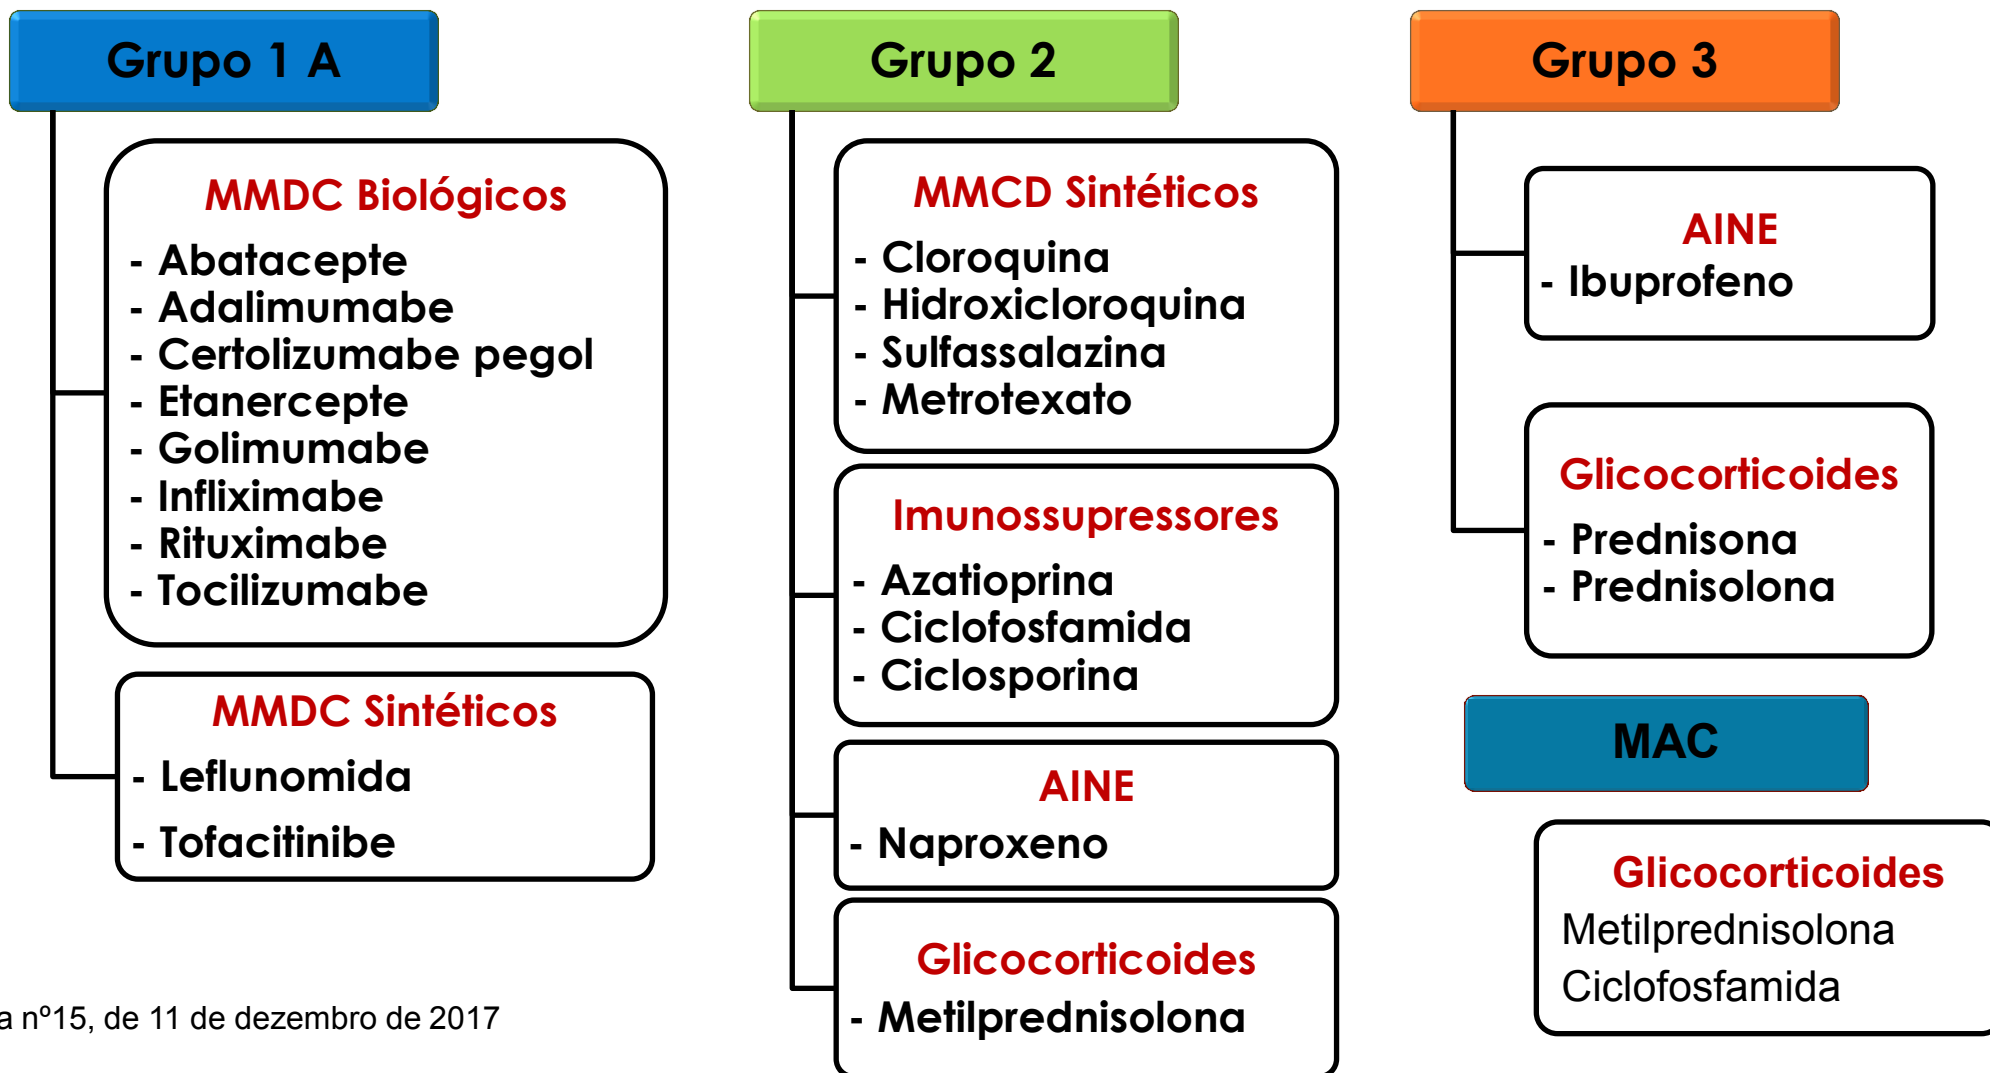 Grupo 1 A
MMDC Biológicos
- Abatacepte
- Adalimumabe
- Certolizumabe pegol
- Etanercepte
- Golimumabe
- Infliximabe
- Rituximabe
- Tocilizumabe
MMDC Sintéticos
- Leflunomida
- Tofacitinibe
a nº15, de 11 de dezembro de 2017
Grupo 2
MMCD Sintéticos
- Cloroquina
- Hidroxicloroquina
- Sulfassalazina
- Metrotexato
Imunossupressores
- Azatioprina
- Ciclofosfamida
- Ciclosporina
AINE
- Naproxeno
Glicocorticoides
- Metilprednisolona
Grupo 3
AINE
- Ibuprofeno
Glicocorticoides
- Prednisona
- Prednisolona
MAC
Glicocorticoides
Metilprednisolona
Ciclofosfamida